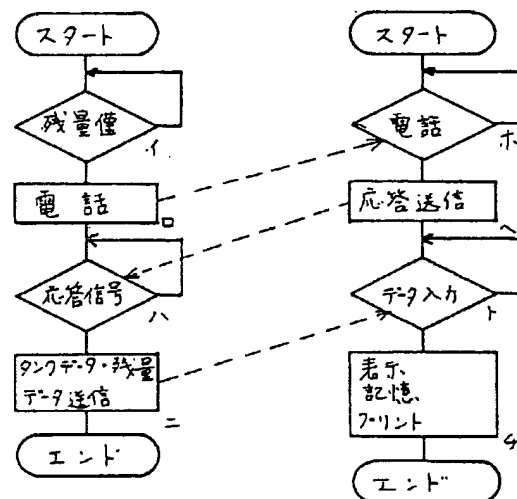 スタート
残量僅
イ
電話
ロ
応答信号
ハ
タンクデータ・残量
データ送信
ニ
エンド
スタート
電話
ホ
応答送信
ヘ
データ入力
ト
表示、
記憶、
プリント
チ
エンド